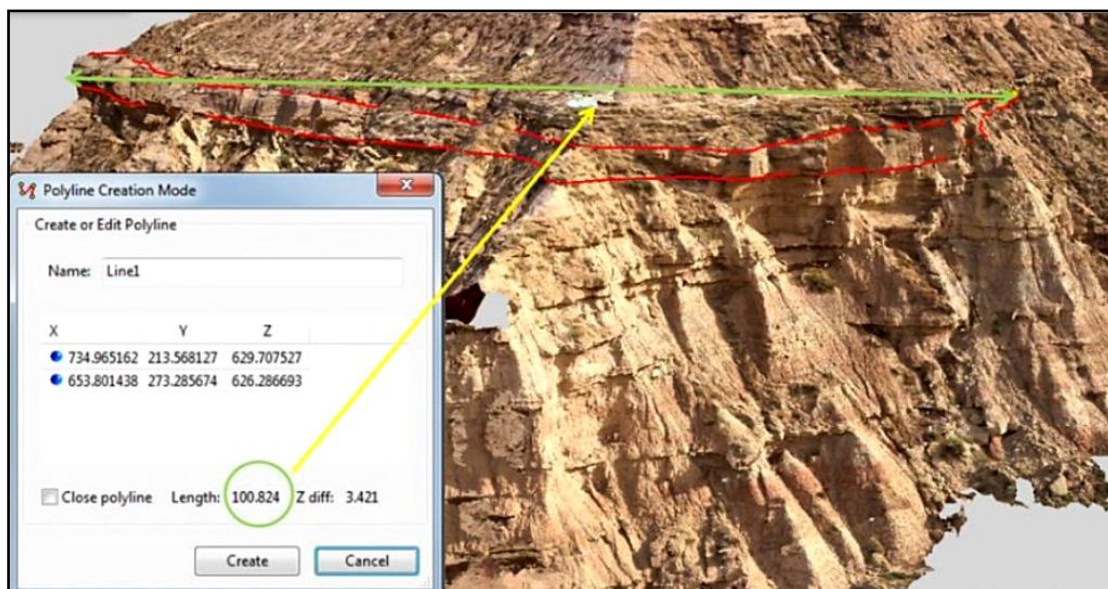 Polyline Creation Mode
Create or Edit Polyline
Name: Line1
X Y Z
734.965162 213.568127 629.707527
653.801438 273.285674 626.286693
Close polyline Length: 100.824 Z diff: 3.421
Create Cancel